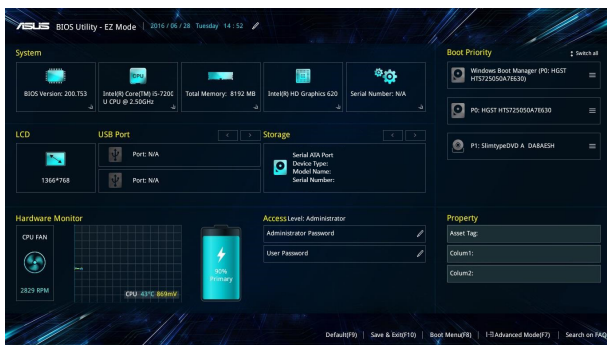 ASUS BIOS Utility - EZ Mode 2016 / 06 / 28 Tuesday 14 : 52
System
BIOS Version: 200.T53
CPU
Intel(R) Core(TM) i5-7200
U CPU @ 2.50GHz
Total Memory: 8192 MB
Intel(R) HD Graphics 620
Serial Number: N/A
Boot Priority
Switch all
Windows Boot Manager (P0: HGST
HTS725050A7E630)
P0: HGST HTS725050A7E630
P1: SlimtypeDVD A DA8AESH
LCD
1366*768
USB Port
Port: N/A
Port: N/A
Storage
Serial ATA Port
Device Type:
Model Name:
Serial Number:
Hardware Monitor
CPU FAN
2829 RPM
CPU 43°C 869mV
90%
Primary
Access Level: Administrator
Administrator Password
User Password
Property
Asset Tag:
Colum1:
Colum2:
Default(F9) Save & Exit(F10) Boot Menu(F8) Advanced Mode(F7) Search on FAQ